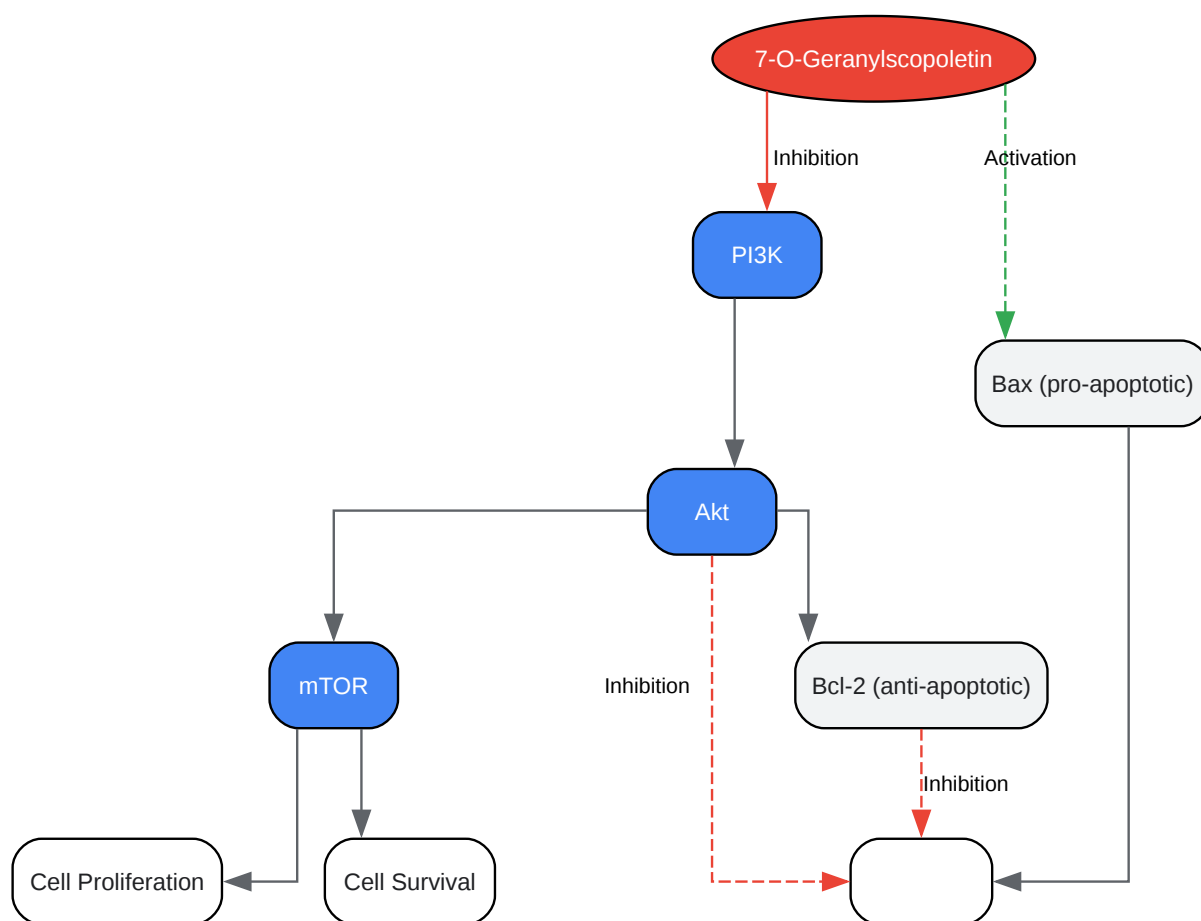 7-O-Geranylscopoletin
Inhibition
Activation
PI3K
Bax (pro-apoptotic)
Akt
mTOR
Inhibition
Bcl-2 (anti-apoptotic)
Inhibition
Cell Proliferation
Cell Survival